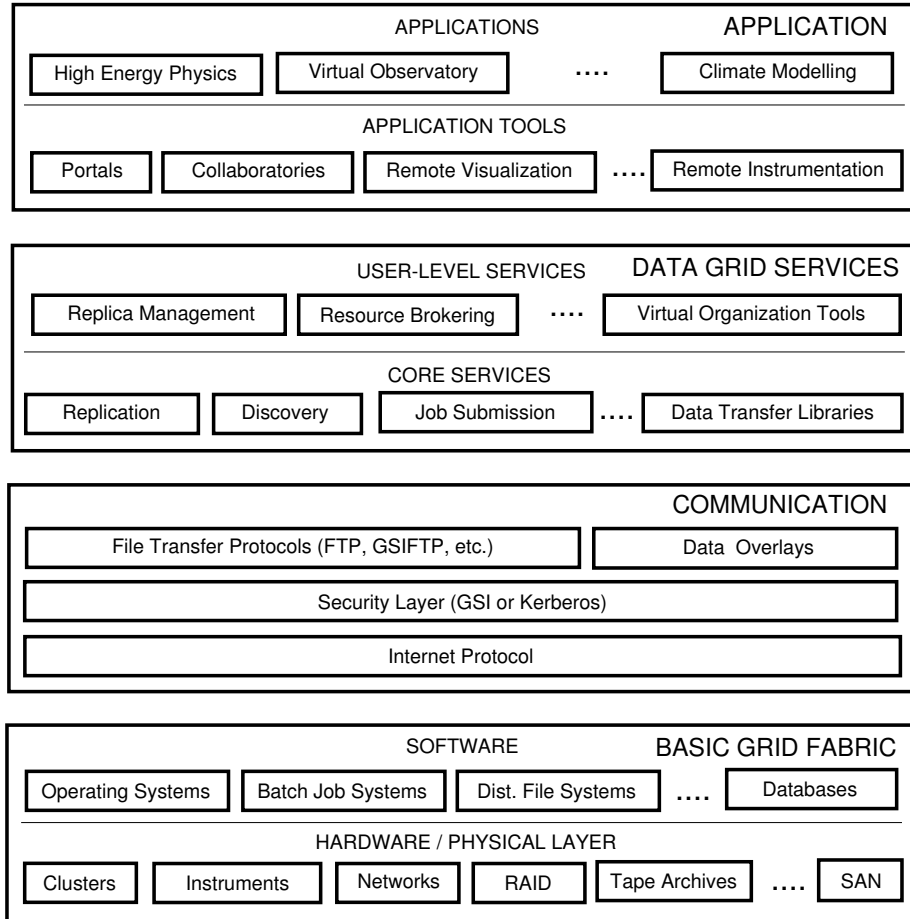 APPLICATIONS APPLICATION
High Energy Physics Virtual Observatory .... Climate Modelling
APPLICATION TOOLS
Portals Collaboratories Remote Visualization .... Remote Instrumentation
USER-LEVEL SERVICES DATA GRID SERVICES
Replica Management Resource Brokering .... Virtual Organization Tools
CORE SERVICES
Replication Discovery Job Submission .... Data Transfer Libraries
COMMUNICATION
File Transfer Protocols (FTP, GSIFTP, etc.) Data Overlays
Security Layer (GSI or Kerberos)
Internet Protocol
SOFTWARE BASIC GRID FABRIC
Operating Systems Batch Job Systems Dist. File Systems .... Databases
HARDWARE / PHYSICAL LAYER
Clusters Instruments Networks RAID Tape Archives .... SAN